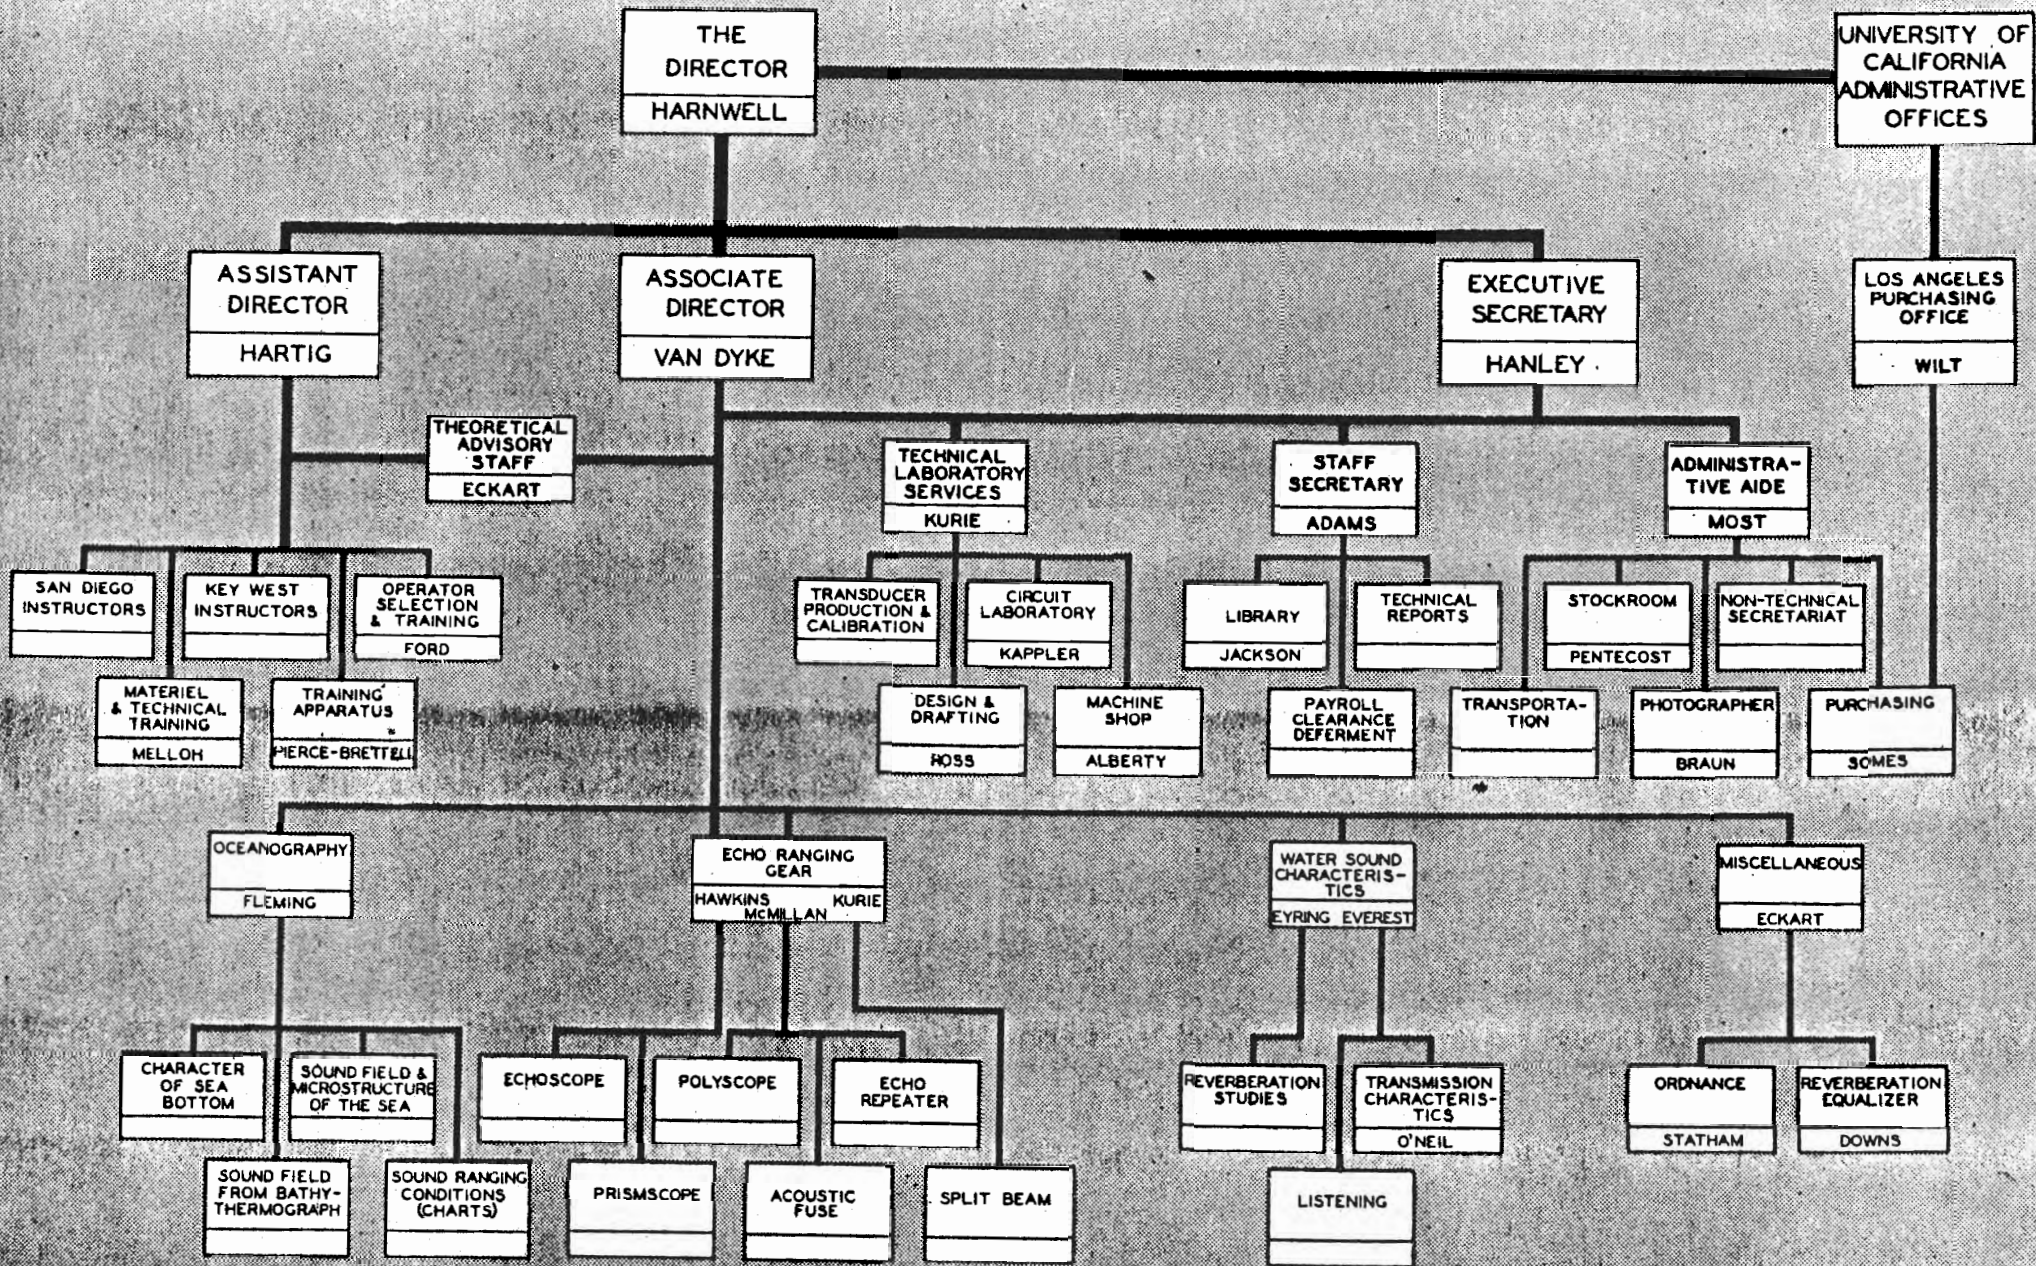 THE
DIRECTOR
HARNWELL
UNIVERSITY OF
CALIFORNIA
ADMINISTRATIVE
OFFICES
ASSISTANT
DIRECTOR
HARTIG
ASSOCIATE
DIRECTOR
VAN DYKE
EXECUTIVE
SECRETARY
HANLEY
LOS ANGELES
PURCHASING
OFFICE
WILT
THEORETICAL
ADVISORY
STAFF
ECKART
TECHNICAL
LABORATORY
SERVICES
KURIE
STAFF
SECRETARY
ADAMS
ADMINISTRA-
TIVE AIDE
MOST
SAN DIEGO
INSTRUCTORS
KEY WEST
INSTRUCTORS
OPERATOR
SELECTION
& TRAINING
FORD
TRANSDUCER
PRODUCTION &
CALIBRATION
CIRCUIT
LABORATORY
KAPPLER
LIBRARY
JACKSON
TECHNICAL
REPORTS
STOCKROOM
PENTECOST
NON-TECHNICAL
SECRETARIAT
MATERIEL
& TECHNICAL
TRAINING
MELLOH
TRAINING
APPARATUS
PIERCE-BRETTELL
DESIGN &
DRAFTING
ROSS
MACHINE
SHOP
ALBERTY
PAYROLL
CLEARANCE
DEFERMENT
TRANSPORTA-
TION
PHOTOGRAPHER
BRAUN
PURCHASING
SOMES
OCEANOGRAPHY
FLEMING
ECHO RANGING
GEAR
HAWKINS KURIE
McMILLAN
WATER SOUND
CHARACTERIS-
TICS
EYRING EVEREST
MISCELLANEOUS
ECKART
CHARACTER
OF SEA
BOTTOM
SOUND FIELD &
MICROSTRUCTURE
OF THE SEA
ECHOSCOPE
POLYSCOPE
ECHO
REPEATER
REVERBERATION
STUDIES
TRANSMISSION
CHARACTERIS-
TICS
O'NEIL
ORDNANCE
STATHAM
REVERBERATION
EQUALIZER
DOWNS
SOUND FIELD
FROM BATHY-
THERMOGRAPH
SOUND RANGING
CONDITIONS
(CHARTS)
PRISMSCOPE
ACOUSTIC
FUSE
SPLIT BEAM
LISTENING